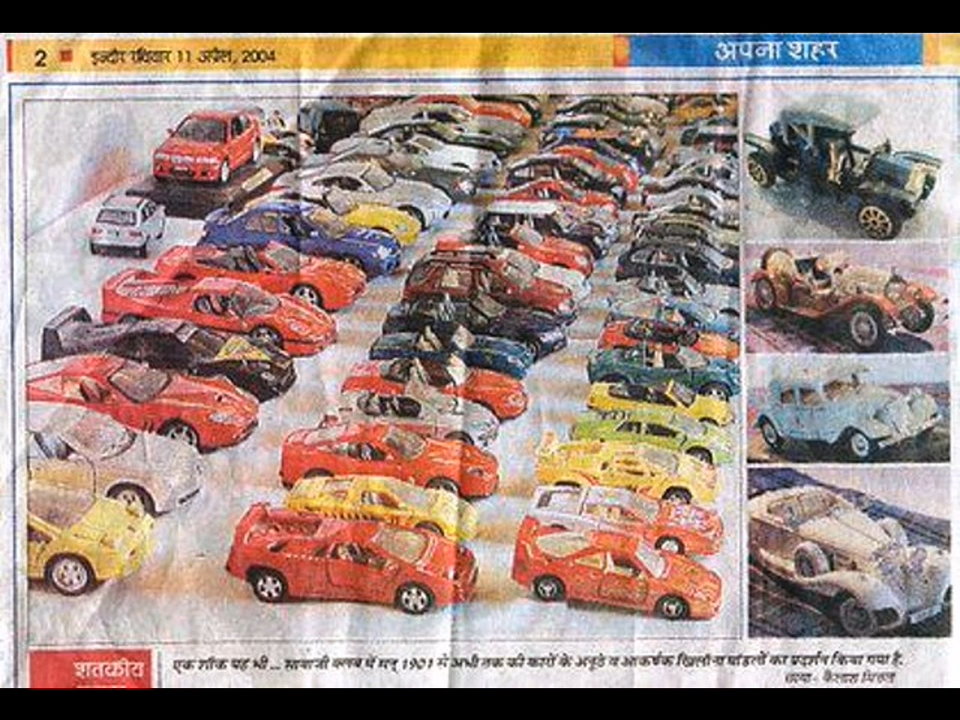 2 इन्दौर रविवार 11 अप्रैल, 2004
अपना शहर
शतकीय
एक शौक यह भी... सायाजी क्लब में सन् 1901 से अभी तक की कारों के अनूठे व आकर्षक खिलौना मॉडलों का प्रदर्शन किया गया है.
छाया- कैलाश मित्तल